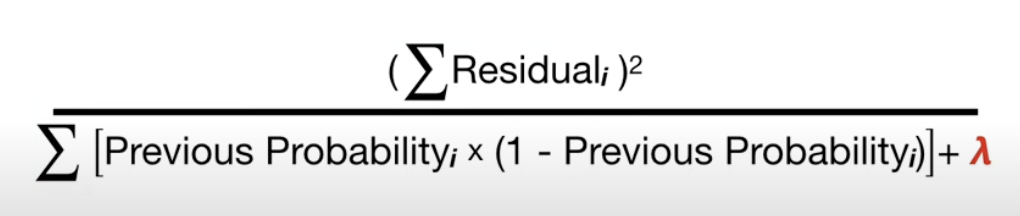 (∑Residualᵢ)²
∑ [Previous Probabilityᵢ × (1 - Previous Probabilityᵢ)]+ λ